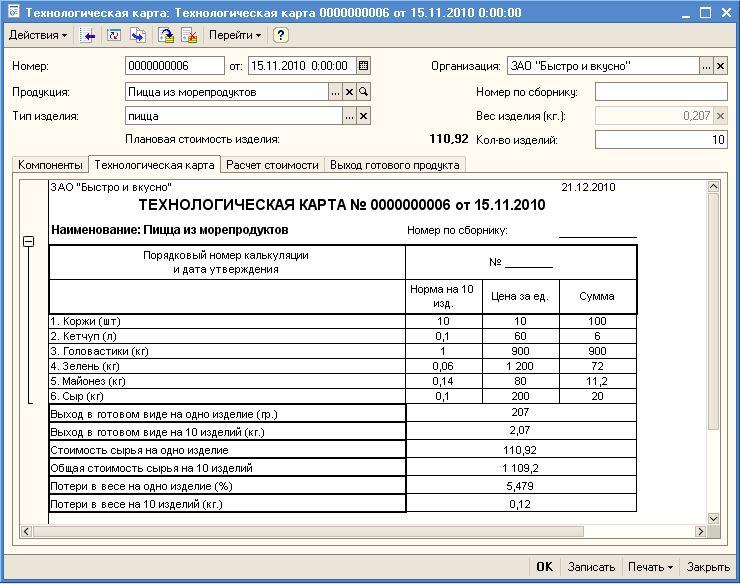 Технологическая карта: Технологическая карта 0000000006 от 15.11.2010 0:00:00
Действия Перейти ?
Номер: 0000000006 от: 15.11.2010 0:00:00 Организация: ЗАО "Быстро и вкусно" ...
Продукция: Пицца из морепродуктов ... Номер по сборнику:
Тип изделия: пицца ... Вес изделия (кг.): 0,207
Плановая стоимость изделия: 110,92 Кол-во изделий: 10
Компоненты Технологическая карта Расчет стоимости Выход готового продукта
ЗАО "Быстро и вкусно" 21.12.2010
ТЕХНОЛОГИЧЕСКАЯ КАРТА № 0000000006 от 15.11.2010
Наименование: Пицца из морепродуктов Номер по сборнику:
Порядковый номер калькуляции
и дата утверждения
№ ________
Норма на 10
изд.
Цена за ед. Сумма
1. Коржи (шт) 10 10 100
2. Кетчуп (л) 0,1 60 6
3. Головастики (кг) 1 900 900
4. Зелень (кг) 0,06 1 200 72
5. Майонез (кг) 0,14 80 11,2
6. Сыр (кг) 0,1 200 20
Выход в готовом виде на одно изделие (гр.) 207
Выход в готовом виде на 10 изделий (кг.) 2,07
Стоимость сырья на одно изделие 110,92
Общая стоимость сырья на 10 изделий 1 109,2
Потери в весе на одно изделие (%) 5,479
Потери в весе на 10 изделий (кг.) 0,12
OK Записать Печать Закрыть